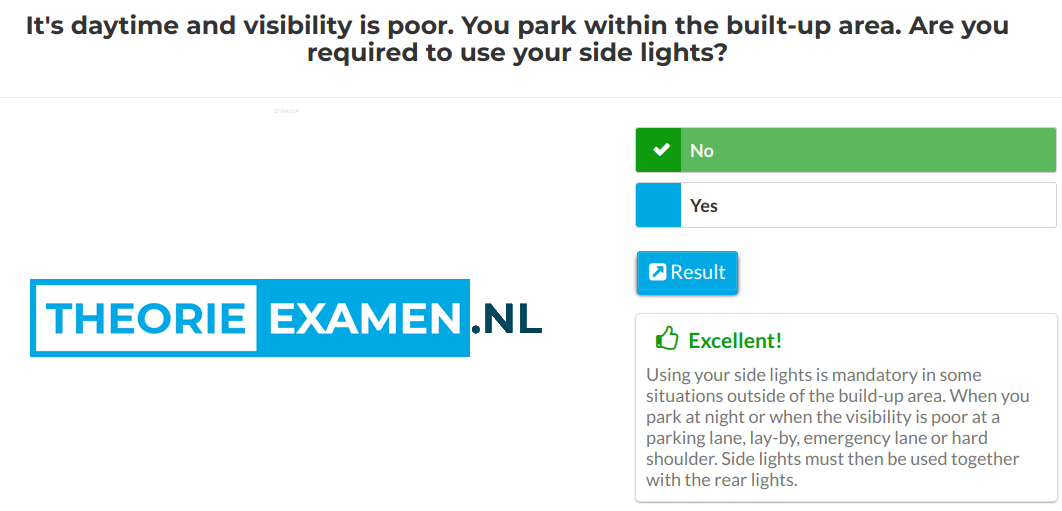 It's daytime and visibility is poor. You park within the built-up area. Are you
required to use your side lights?
No
Yes
THEORIE EXAMEN.NL
Result
Excellent!
Using your side lights is mandatory in some
situations outside of the build-up area. When you
park at night or when the visibility is poor at a
parking lane, lay-by, emergency lane or hard
shoulder. Side lights must then be used together
with the rear lights.